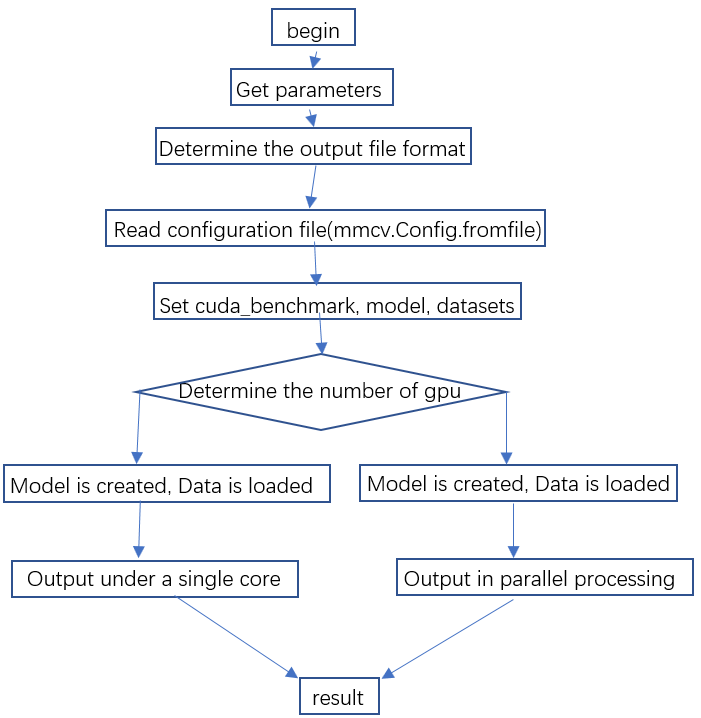 begin
Get parameters
Determine the output file format
Read configuration file(mmcv.Config.fromfile)
Set cuda_benchmark, model, datasets
Determine the number of gpu
Model is created, Data is loaded
Model is created, Data is loaded
Output under a single core
Output in parallel processing
result